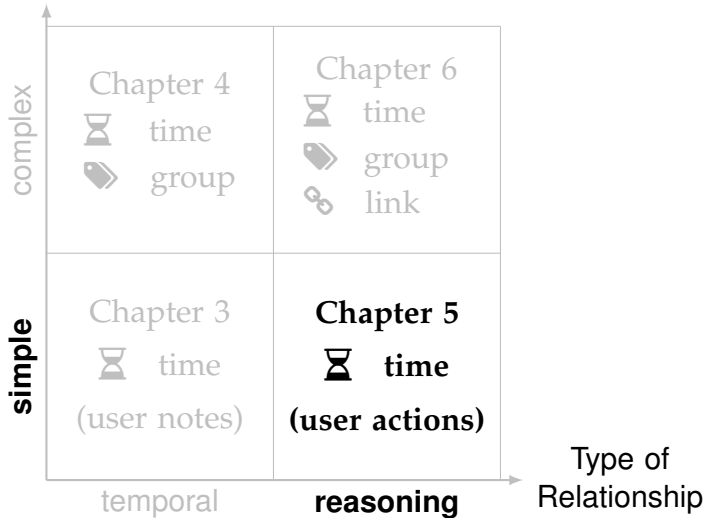 complex
Chapter 4
time
group
Chapter 6
time
group
link
simple
Chapter 3
time
(user notes)
Chapter 5
time
(user actions)
temporal
reasoning
Type of
Relationship